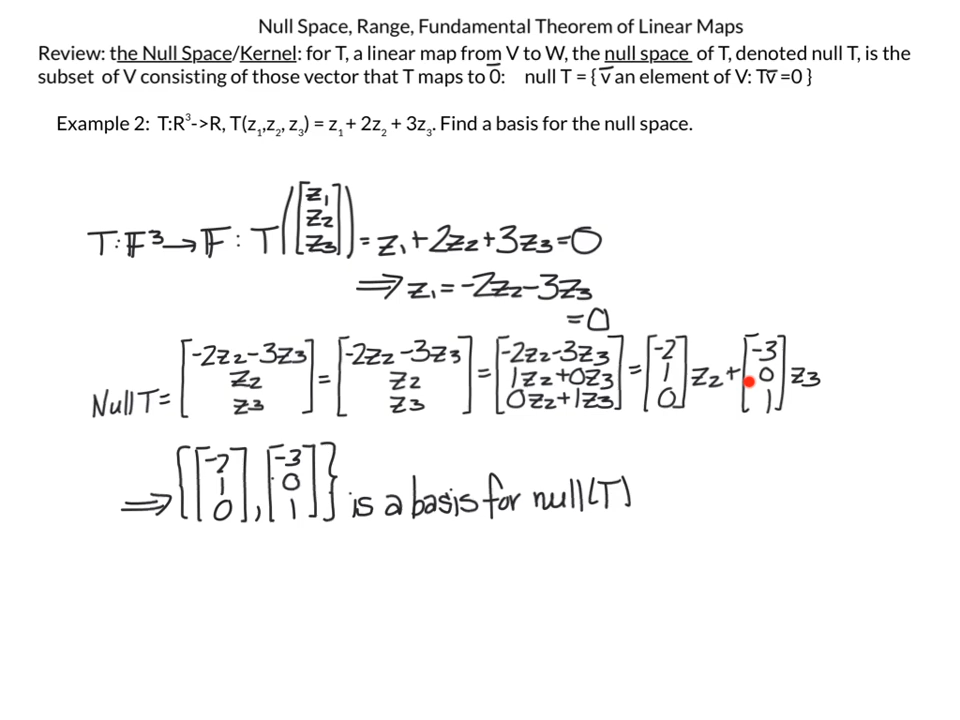 Null Space, Range, Fundamental Theorem of Linear Maps
Review: the Null Space/Kernel: for T, a linear map from V to W, the null space of T, denoted null T, is the
subset of V consisting of those vector that T maps to 0̅: null T = { v̅ an element of V: Tv̅ =0 }
Example 2: T:R³->R, T(z₁,z₂, z₃) = z₁ + 2z₂ + 3z₃. Find a basis for the null space.
T:𝔽³→𝔽: T([z₁ z₂ z₃]) = z₁+2z₂+3z₃=0
⟹ z₁=-2z₂-3z₃
=0
Null T= [-2z₂-3z₃ z₂ z₃] = [-2z₂-3z₃ z₂ z₃] = [-2z₂-3z₃ 1z₂+0z₃ 0z₂+1z₃] = [-2 1 0]z₂+[-3 0 1]z₃
⟹ {[-2 1 0],[-3 0 1]} is a basis for null(T)